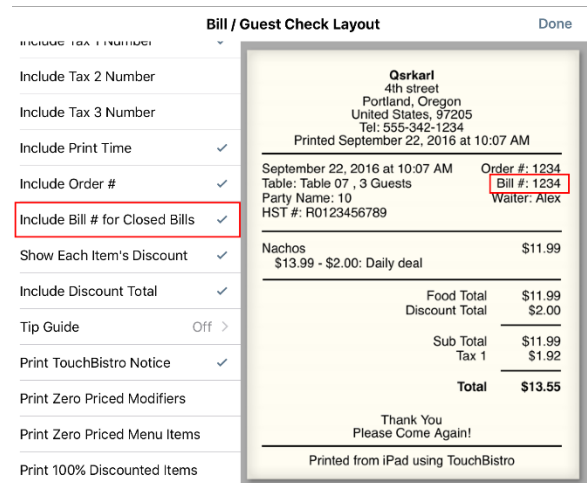 Bill / Guest Check Layout
Done
Include Tax 1 Number
Include Tax 2 Number
Include Tax 3 Number
Include Print Time
Include Order #
Include Bill # for Closed Bills
Show Each Item's Discount
Include Discount Total
Tip Guide Off >
Print TouchBistro Notice
Print Zero Priced Modifiers
Print Zero Priced Menu Items
Print 100% Discounted Items
Qsrkarl
4th street
Portland, Oregon
United States, 97205
Tel: 555-342-1234
Printed September 22, 2016 at 10:07 AM
September 22, 2016 at 10:07 AM Order #: 1234
Table: Table 07 , 3 Guests Bill #: 1234
Party Name: 10 Waiter: Alex
HST #: R0123456789
Nachos $11.99
$13.99 - $2.00: Daily deal
Food Total $11.99
Discount Total $2.00
Sub Total $11.99
Tax 1 $1.92
Total $13.55
Thank You
Please Come Again!
Printed from iPad using TouchBistro